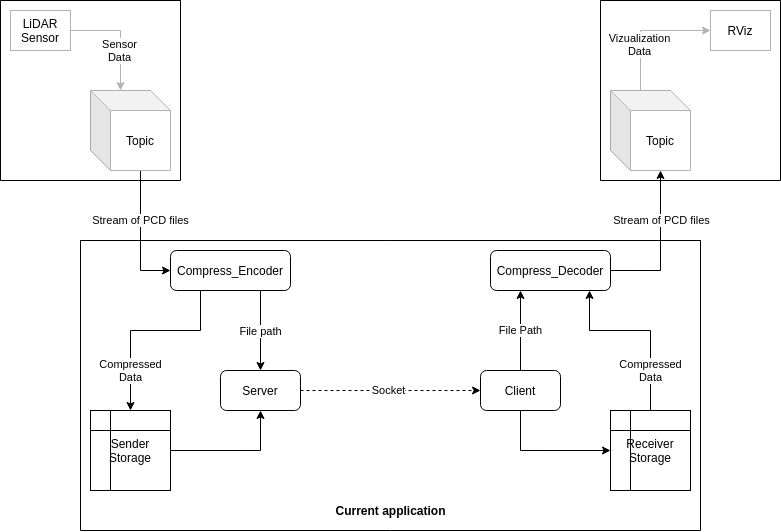 LiDAR
Sensor
Sensor
Data
Topic
Vizualization
Data
RViz
Topic
Stream of PCD files
Stream of PCD files
Compress_Encoder
Compress_Decoder
File path
File Path
Compressed
Data
Compressed
Data
Server
Socket
Client
Sender
Storage
Receiver
Storage
Current application